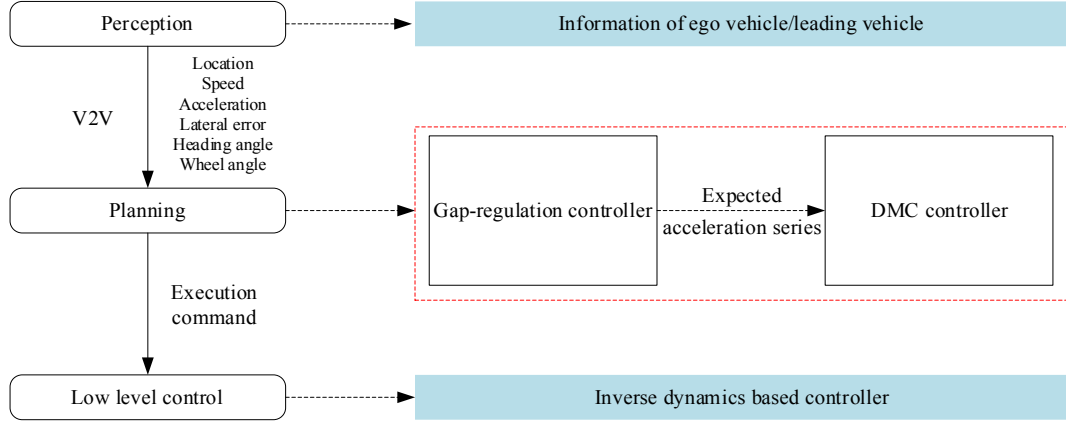 Perception
Information of ego vehicle/leading vehicle
V2V
Location
Speed
Acceleration
Lateral error
Heading angle
Wheel angle
Planning
Gap-regulation controller
Expected
acceleration series
DMC controller
Execution
command
Low level control
Inverse dynamics based controller